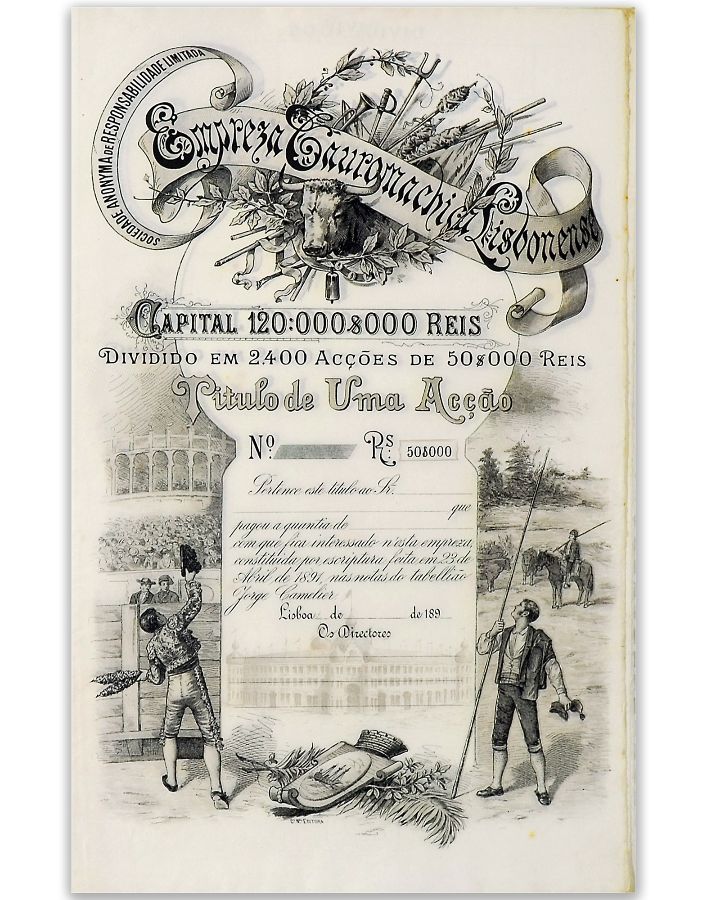 SOCIEDADE ANONYMA DE RESPONSABILIDADE LIMITADA
Empreza Tauromachica Lisbonense
CAPITAL 120:000$000 REIS
DIVIDIDO EM 2400 ACÇÕES DE 50$000 REIS
Titulo de Uma Acção
Nº Rs. 50$000
Pertence este titulo ao Sr.
que
pagou a quantia de
com que fica interessado n'esta empreza,
constituida por escriptura feita em 23 de
Abril de 1891, nas notas do tabellião
Jorge Camelier
Lisboa de de 189
Os Directores
EDITORA